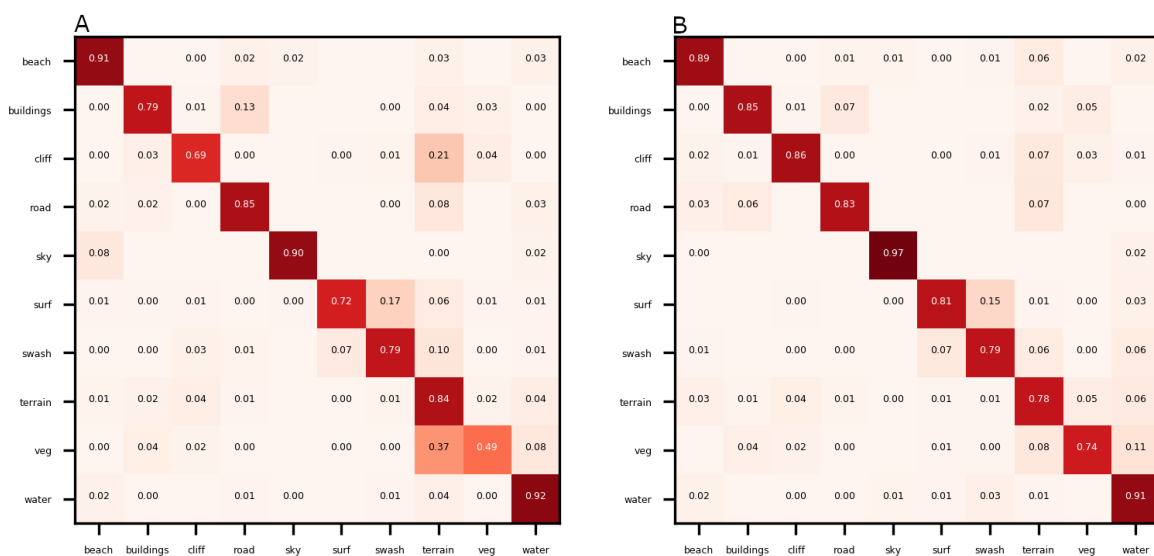 A
beach 0.91 0.00 0.02 0.02 0.03 0.03
buildings 0.00 0.79 0.01 0.13 0.00 0.04 0.03 0.00
cliff 0.00 0.03 0.69 0.00 0.00 0.01 0.21 0.04 0.00
road 0.02 0.02 0.00 0.85 0.00 0.08 0.03
sky 0.08 0.90 0.00 0.02
surf 0.01 0.00 0.01 0.00 0.00 0.72 0.17 0.06 0.01 0.01
swash 0.00 0.00 0.03 0.01 0.07 0.79 0.10 0.00 0.01
terrain 0.01 0.02 0.04 0.01 0.00 0.01 0.84 0.02 0.04
veg 0.00 0.04 0.02 0.00 0.00 0.00 0.37 0.49 0.08
water 0.02 0.00 0.01 0.00 0.01 0.04 0.00 0.92
beach buildings cliff road sky surf swash terrain veg water
B
beach 0.89 0.00 0.01 0.01 0.00 0.01 0.06 0.02
buildings 0.00 0.85 0.01 0.07 0.02 0.05
cliff 0.02 0.01 0.86 0.00 0.00 0.01 0.07 0.03 0.01
road 0.03 0.06 0.83 0.07 0.00
sky 0.00 0.97 0.02
surf 0.00 0.00 0.81 0.15 0.01 0.00 0.03
swash 0.01 0.00 0.00 0.07 0.79 0.06 0.00 0.06
terrain 0.03 0.01 0.04 0.01 0.00 0.01 0.01 0.78 0.05 0.06
veg 0.04 0.02 0.00 0.01 0.00 0.08 0.74 0.11
water 0.02 0.00 0.00 0.01 0.01 0.03 0.01 0.91
beach buildings cliff road sky surf swash terrain veg water